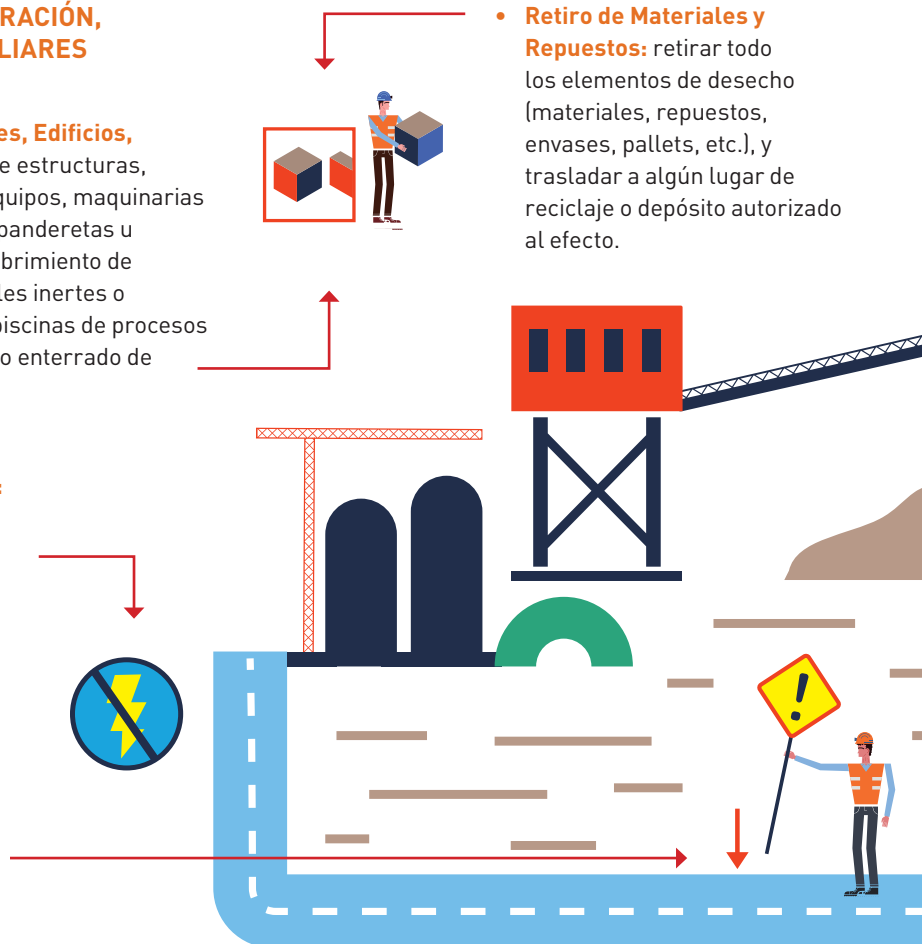 RACIÓN,
LIARES
es, Edificios,
e estructuras,
quipos, maquinarias
panderetas u
brimiento de
les inertes o
piscinas de procesos
o enterrado de
:
• Retiro de Materiales y
Repuestos: retirar todo
los elementos de desecho
(materiales, repuestos,
envases, pallets, etc.), y
trasladar a algún lugar de
reciclaje o depósito autorizado
al efecto.
!